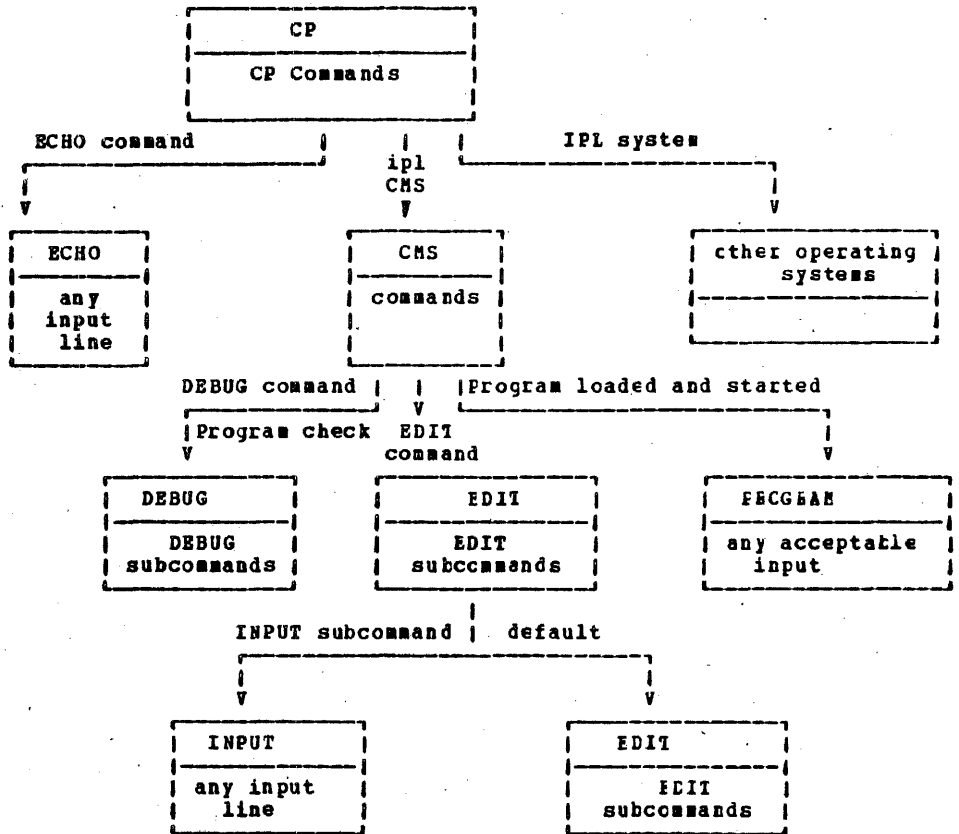 CP
CP Commands
ECHO command
IPL system
ipl
CMS
ECHO
CMS
cther operating
systems
any
input
line
commands
DEBUG command
Program loaded and started
Program check
EDIT
command
DEBUG
EDIT
PROGRAM
DEBUG
subcommands
EDIT
subccmmands
any acceptable
input
INPUT subcommand
default
INPUT
EDIT
any input
line
EDIT
subcommands